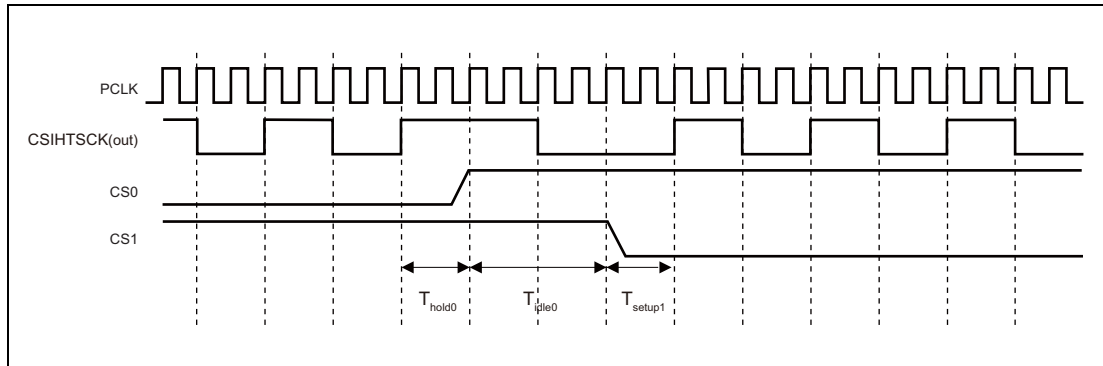 PCLK
CSIHTSCK(out)
CS0
CS1
Thold0 Tidle0 Tsetup1